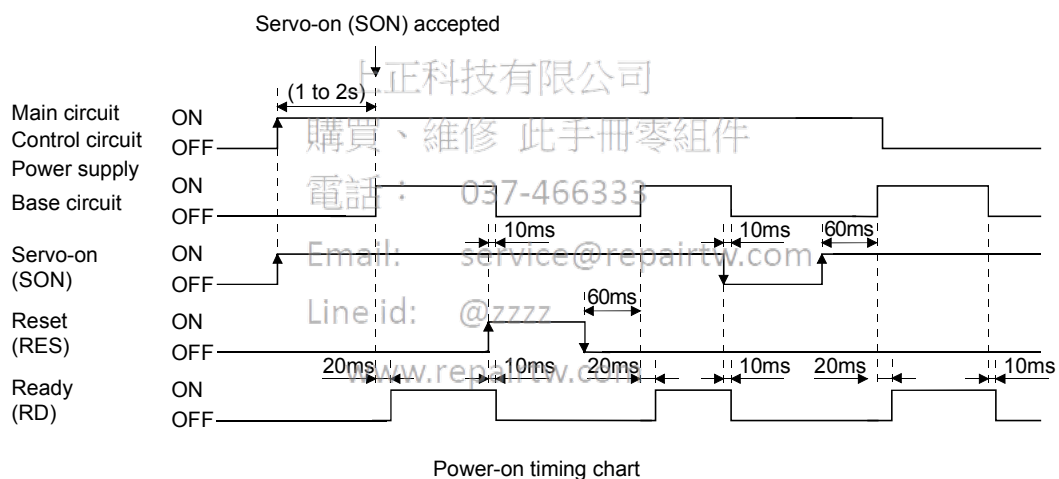 Servo-on (SON) accepted
上正科技有限公司
(1 to 2s)
Main circuit
Control circuit
Power supply
ON
OFF
購買、維修 此手冊零組件
Base circuit
ON
OFF
電話: 037-466333
10ms
10ms
60ms
Servo-on
(SON)
ON
OFF
Email: service@repairtw.com
60ms
Line id: @zzzz
Reset
(RES)
ON
OFF
20ms
10ms
20ms
10ms
20ms
10ms
www.repairtw.com
Ready
(RD)
ON
OFF
Power-on timing chart